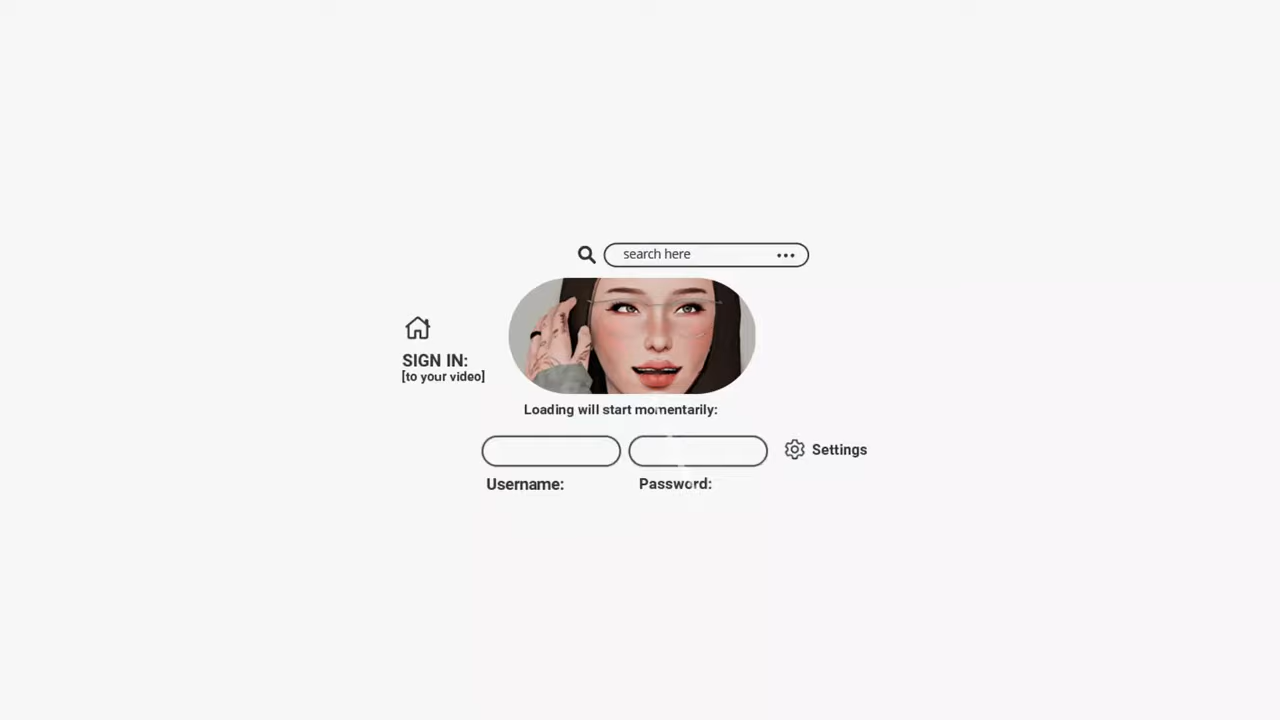 search here
SIGN IN:
[to your video]
Loading will start momentarily:
Settings
Username:
Password: